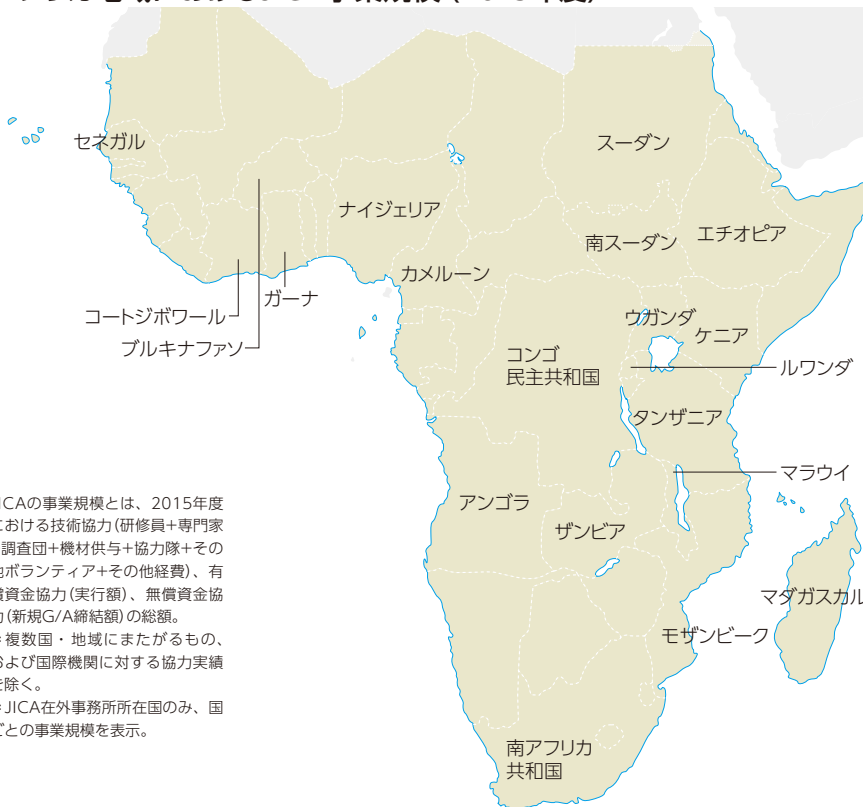 セネガル
スーダン
ナイジェリア
南スーダン
エチオピア
カメルーン
ガーナ
コートジボワール
ブルキナファソ
ウガンダ
ケニア
コンゴ
民主共和国
ルワンダ
タンザニア
マラウイ
アンゴラ
ザンビア
マダガスカル
モザンビーク
南アフリカ
共和国
ICAの事業規模とは、2015年度
における技術協力(研修員+専門家
調査団+機材供与+協力隊+その
ボランティア+その他経費)、有
資金協力(実行額)、無償資金協
(新規G/A締結額)の総額。
複数国・地域にまたがるもの、
および国際機関に対する協力実績
を除く。
JICA在外事務所所在国のみ、国
ごとの事業規模を表示。